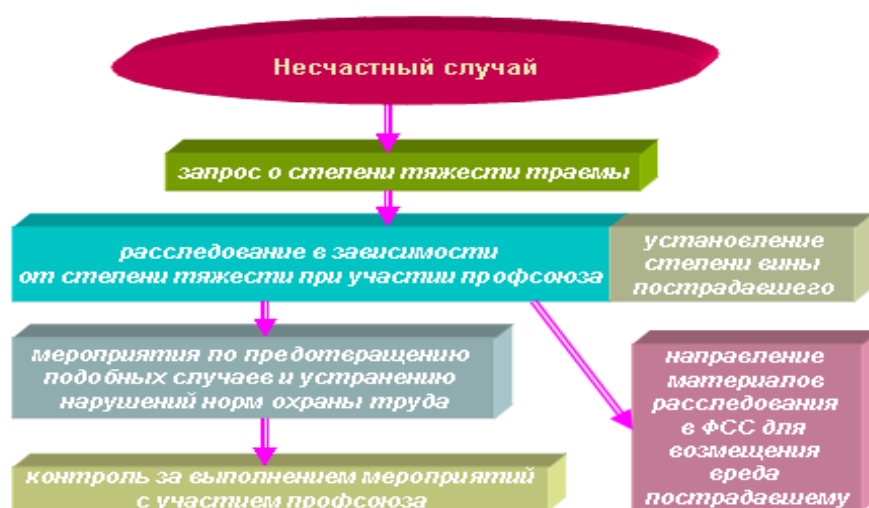 Несчастный случай
запрос о степени тяжести травмы
расследование в зависимости
от степени тяжести при участии профсоюза
установление
степени вины
пострадавшего
мероприятия по предотвращению
подобных случаев и устранению
нарушений норм охраны труда
направление
материалов
расследования
в ФСС для
возмещения
вреда
пострадавшему
контроль за выполнением мероприятий
с участием профсоюза